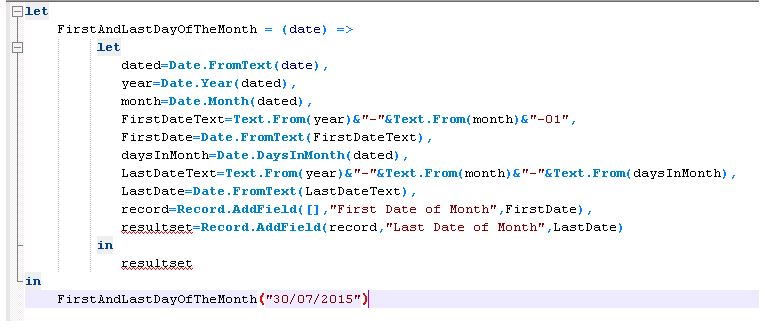 let
FirstAndLastDayOfTheMonth = (date) =>
let
dated=Date.FromText(date),
year=Date.Year(dated),
month=Date.Month(dated),
FirstDateText=Text.From(year)&"-"&Text.From(month)&"-01",
FirstDate=Date.FromText(FirstDateText),
daysInMonth=Date.DaysInMonth(dated),
LastDateText=Text.From(year)&"-"&Text.From(month)&"-"&Text.From(daysInMonth),
LastDate=Date.FromText(LastDateText),
record=Record.AddField([],"First Date of Month",FirstDate),
resultset=Record.AddField(record,"Last Date of Month",LastDate)
in
resultset
in
FirstAndLastDayOfTheMonth("30/07/2015")